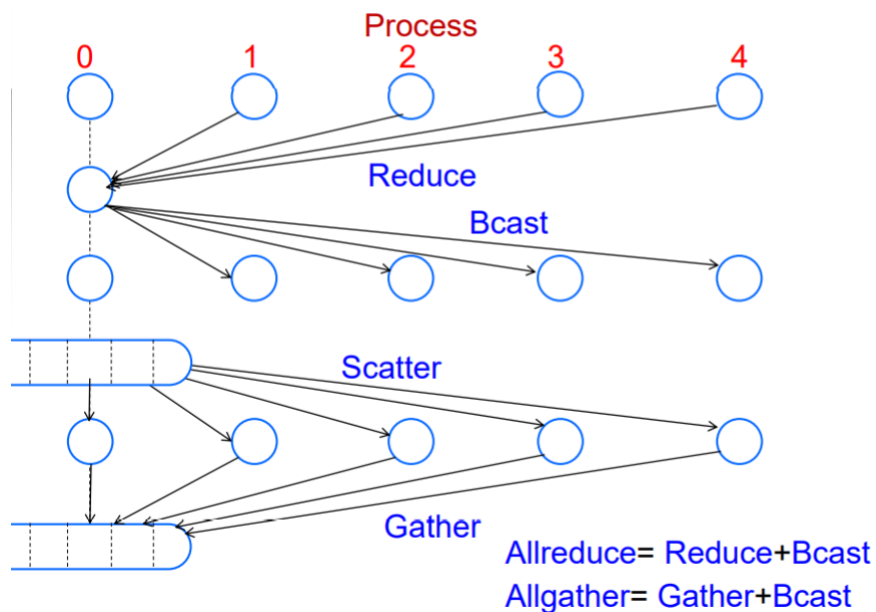 Process
0 1 2 3 4
Reduce
Bcast
Scatter
Gather
Allreduce= Reduce+Bcast
Allgather= Gather+Bcast